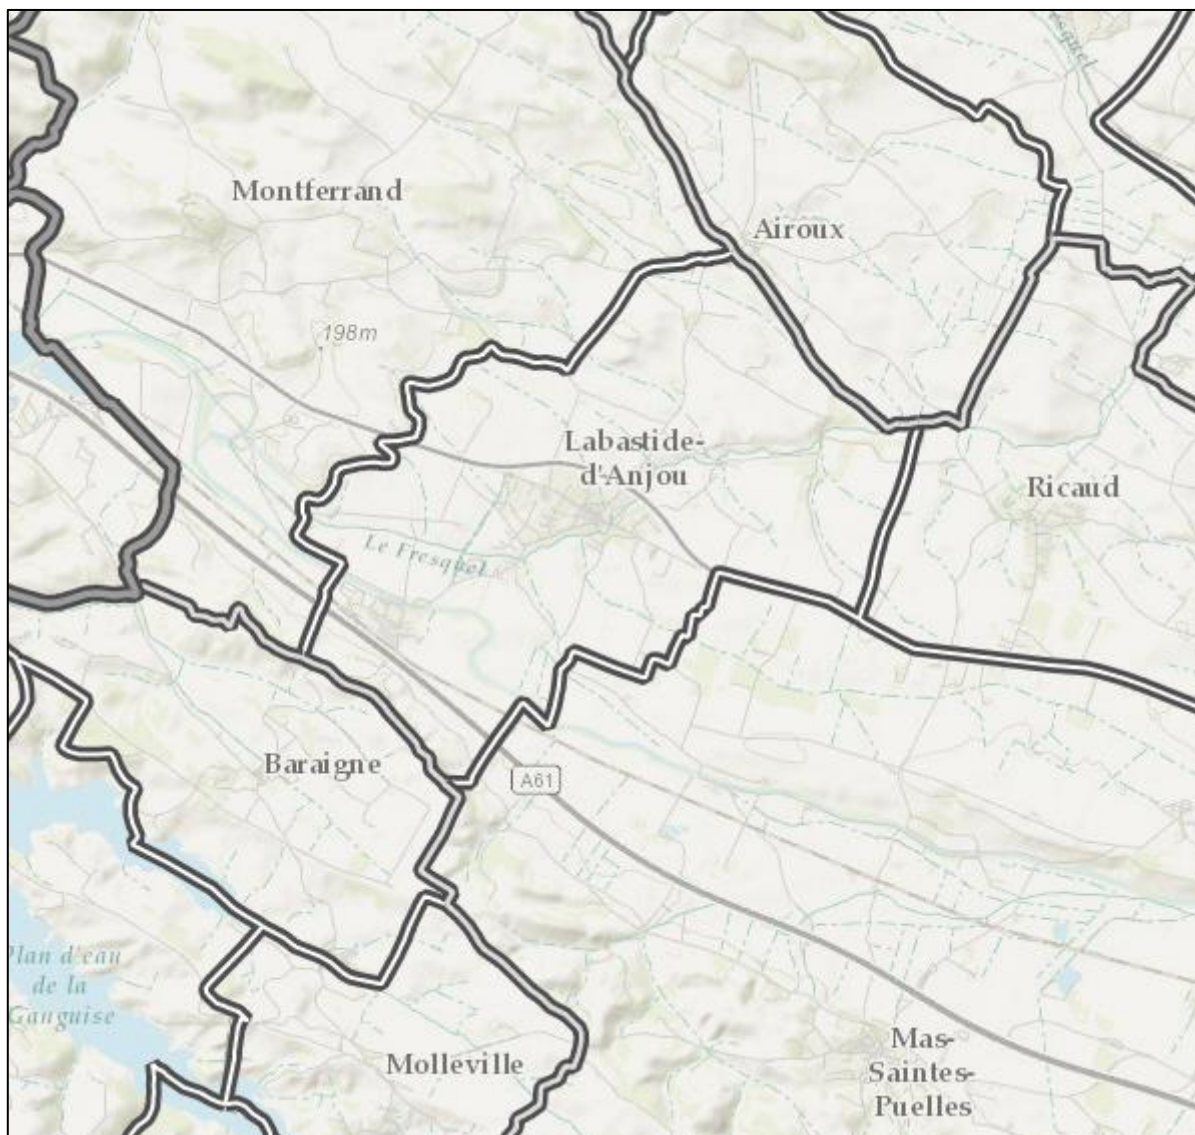 Montferrand
Airoux
198m
Labastide-
d'Anjou
Ricaud
Le Fresquel
Baraigne
A61
Plan d'eau
de la
Ganguise
Molleville
Mas-
Saintes-
Puelles